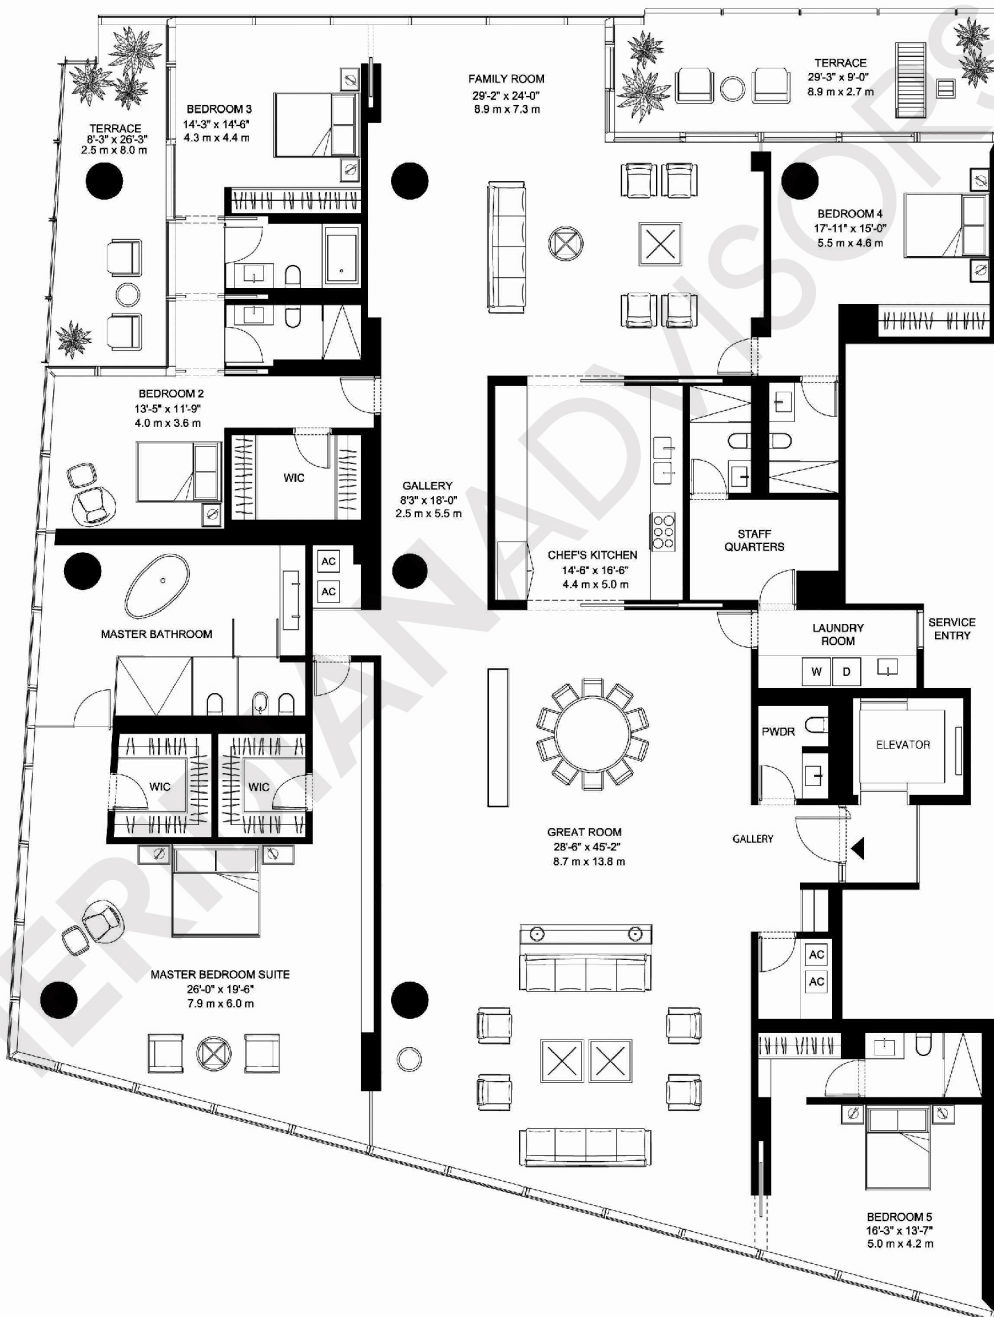 FAMILY ROOM
29'-2" x 24'-0"
8.9 m x 7.3 m
TERRACE
29'-3" x 9'-0"
8.9 m x 2.7 m
BEDROOM 3
14'-3" x 14'-6"
4.3 m x 4.4 m
TERRACE
8'-3" x 26'-3"
2.5 m x 8.0 m
BEDROOM 4
17'-11" x 15'-0"
5.5 m x 4.6 m
BEDROOM 2
13'-5" x 11'-9"
4.0 m x 3.6 m
WIC
GALLERY
8'3" x 18'-0"
2.5 m x 5.5 m
CHEF'S KITCHEN
14'-6" x 16'-6"
4.4 m x 5.0 m
STAFF
QUARTERS
AC
AC
MASTER BATHROOM
LAUNDRY
ROOM
SERVICE
ENTRY
W D
PWDR
ELEVATOR
WIC
WIC
GREAT ROOM
28'-6" x 45'-2"
8.7 m x 13.8 m
GALLERY
MASTER BEDROOM SUITE
26'-0" x 19'-6"
7.9 m x 6.0 m
AC
AC
BEDROOM 5
16'-3" x 13'-7"
5.0 m x 4.2 m
ERMANADVISORS